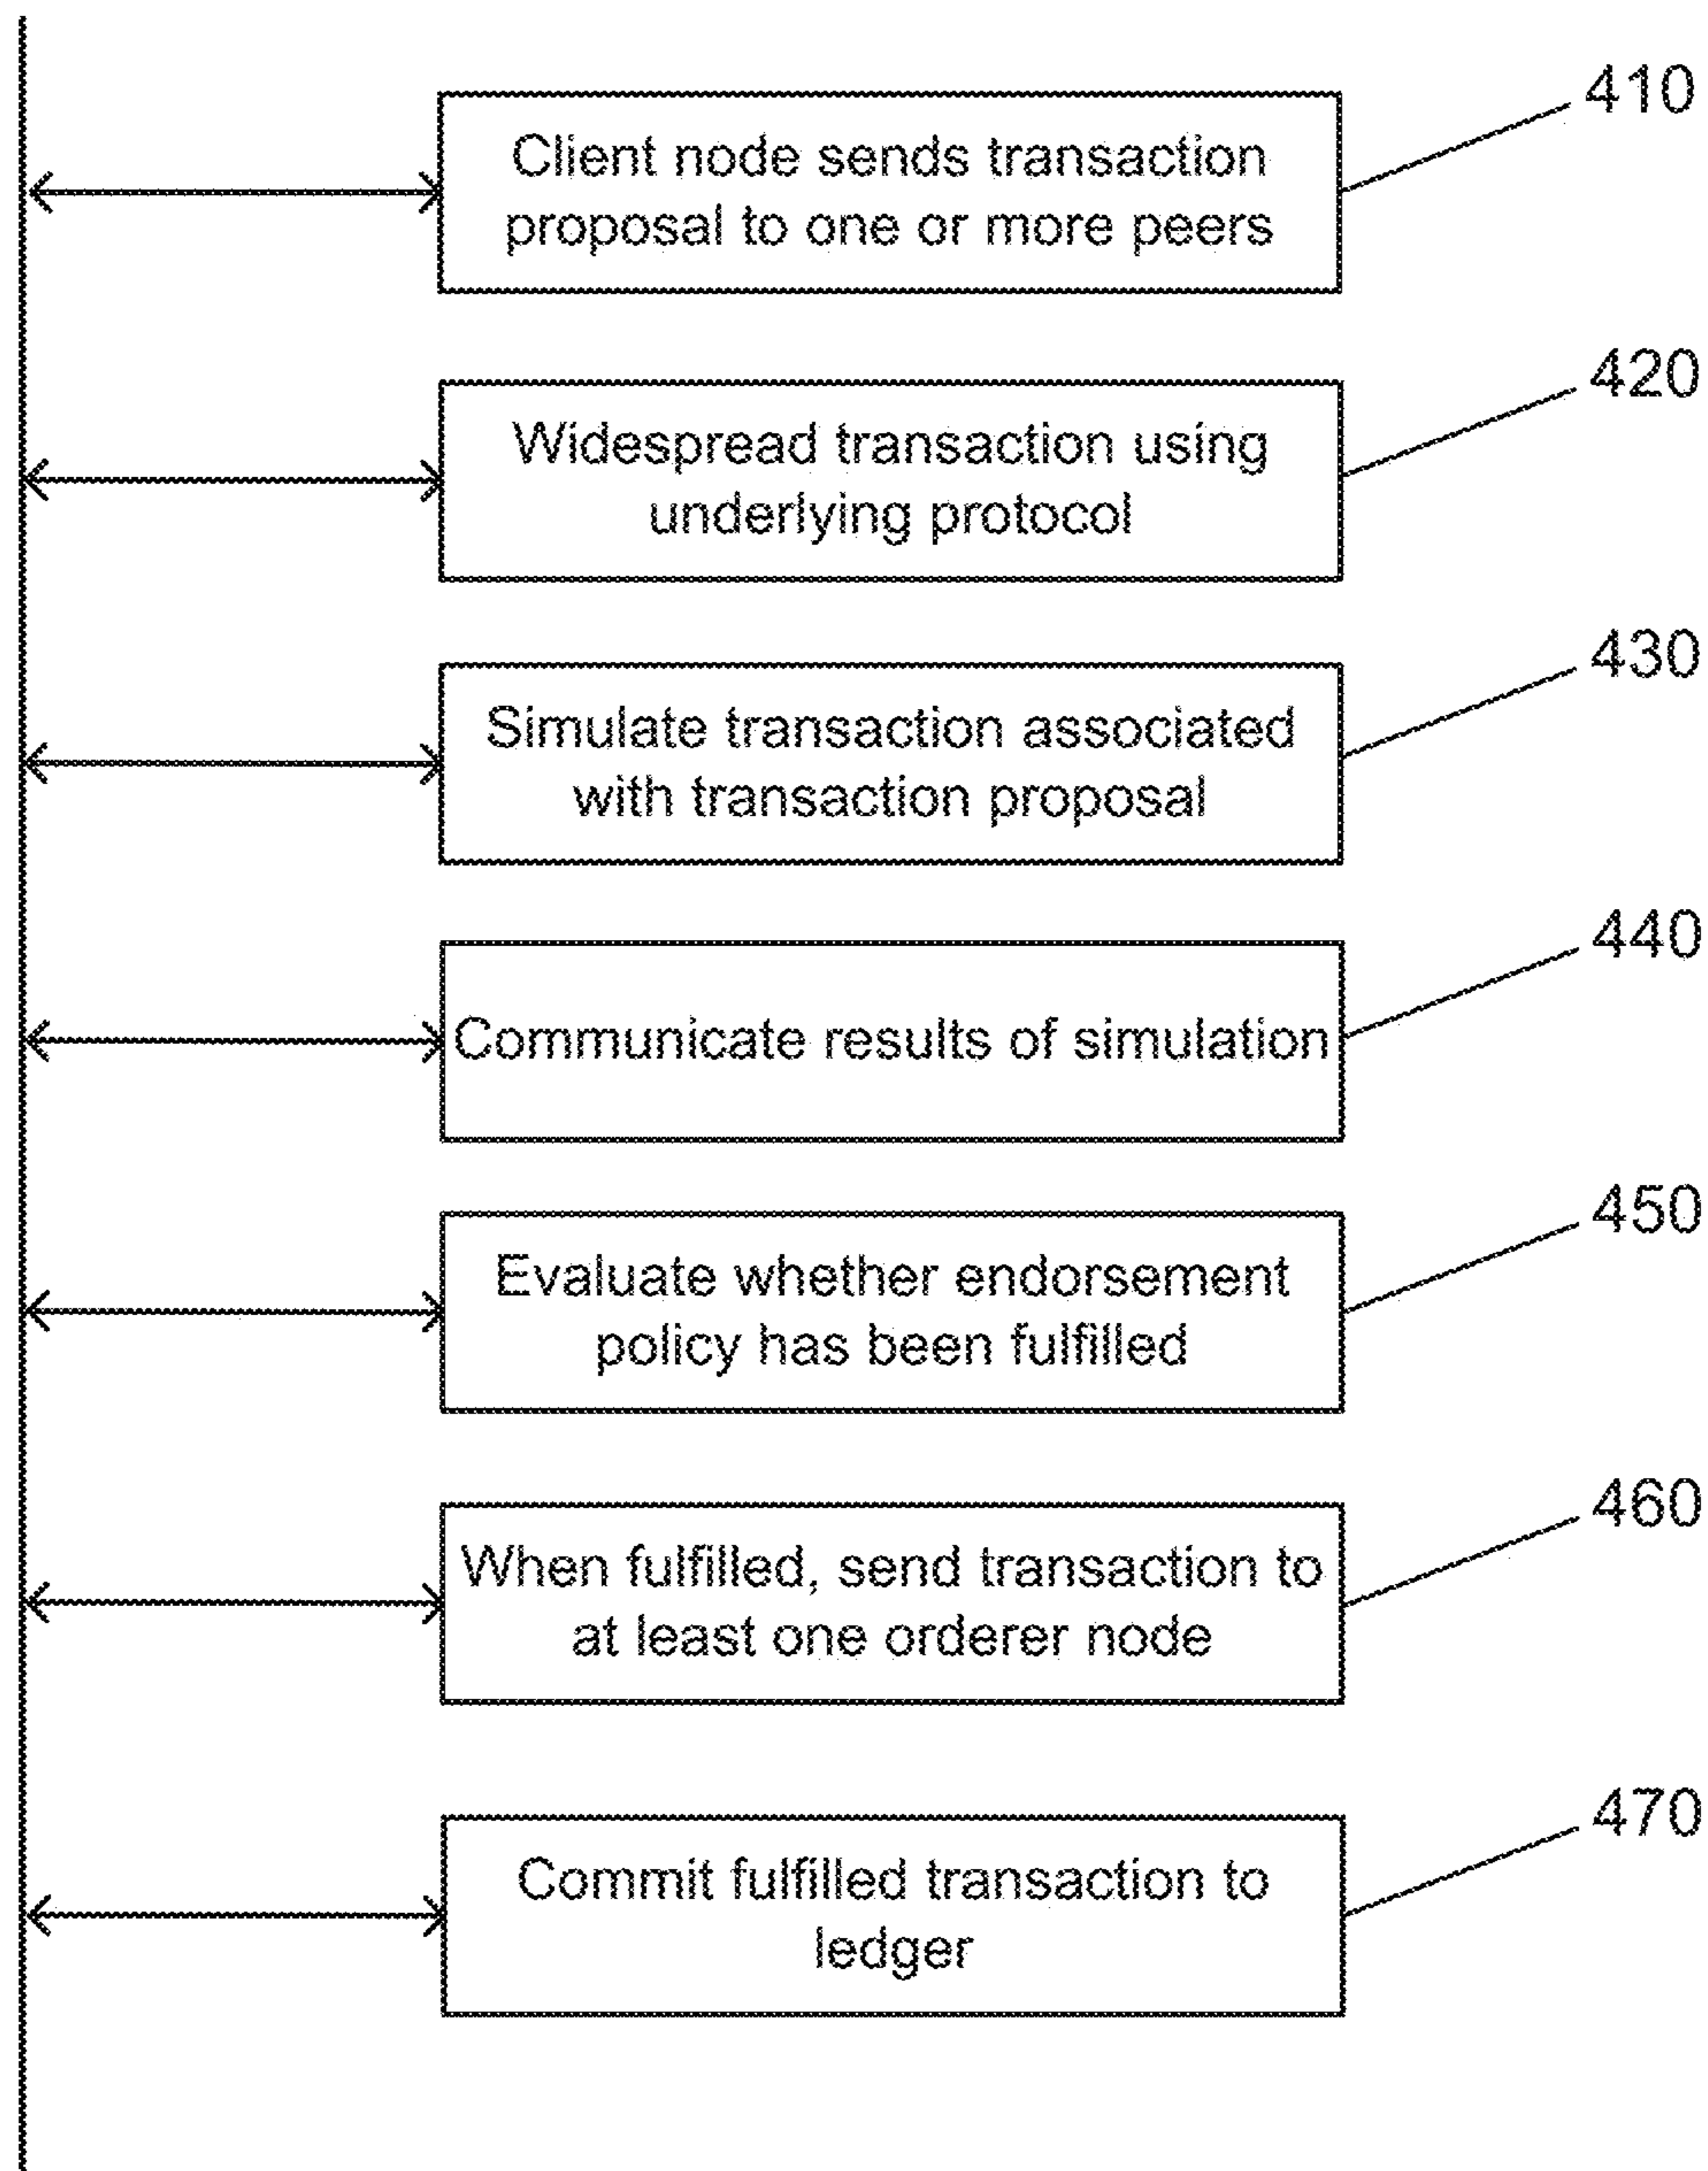 410
Client node sends transaction
proposal to one or more peers
420
Widespread transaction using
underlying protocol
430
Simulate transaction associated
with transaction proposal
440
Communicate results of simulation
450
Evaluate whether endorsement
policy has been fulfilled
460
When fulfilled, send transaction to
at least one orderer node
470
Commit fulfilled transaction to
ledger